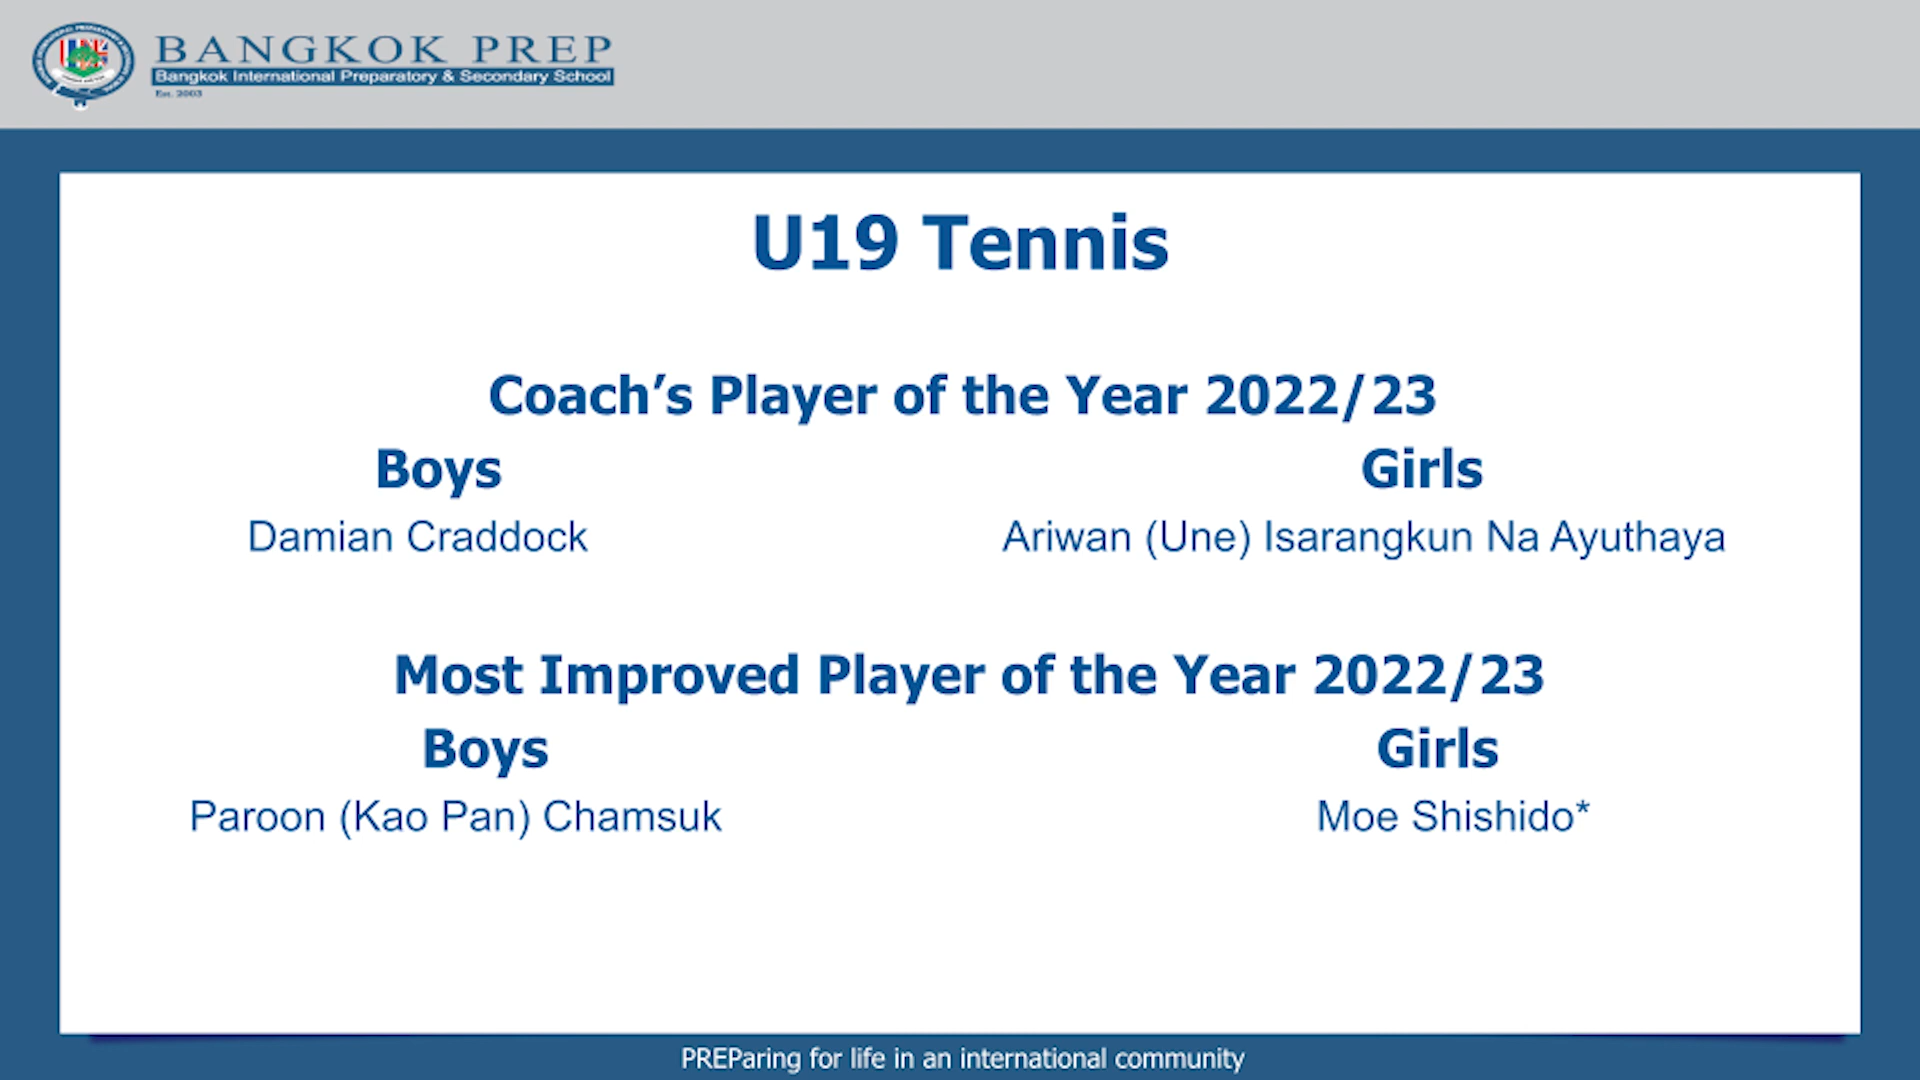 BANGKOK PREP
Bangkok International Preparatory & Secondary School
Est. 2003
U19 Tennis
Coach’s Player of the Year 2022/23
Boys Girls
Damian Craddock Ariwan (Une) Isarangkun Na Ayuthaya
Most Improved Player of the Year 2022/23
Boys Girls
Paroon (Kao Pan) Chamsuk Moe Shishido*
PREParing for life in an international community